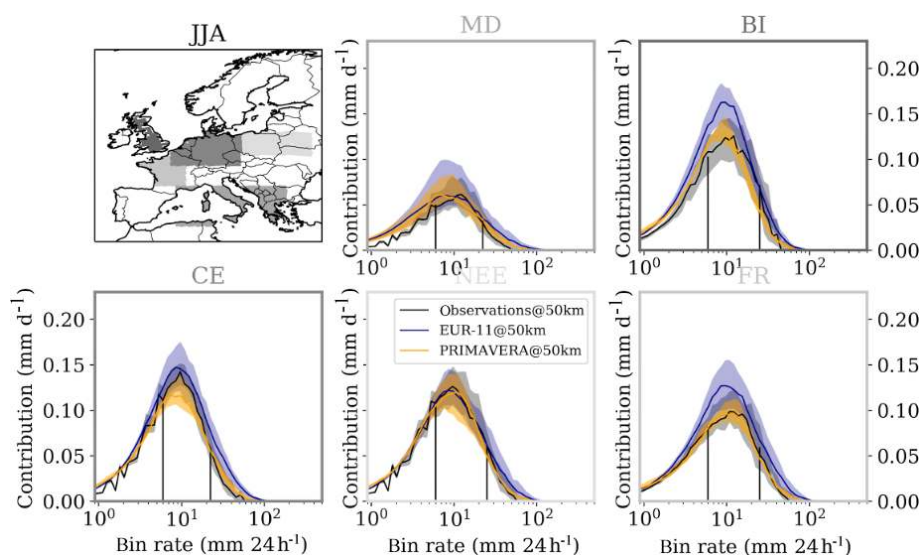 JJA
MD
BI
Contribution (mm d⁻¹)
10⁰ 10¹ 10²
Contribution (mm d⁻¹)
0.20
0.15
0.10
0.05
0.00
10⁰ 10¹ 10²
CE
NEE
FR
Contribution (mm d⁻¹)
0.20
0.15
0.10
0.05
0.00
10⁰ 10¹ 10²
Bin rate (mm 24 h⁻¹)
Contribution (mm d⁻¹)
Observations@50km
EUR-11@50km
PRIMAVERA@50km
10⁰ 10¹ 10²
Bin rate (mm 24 h⁻¹)
Contribution (mm d⁻¹)
0.20
0.15
0.10
0.05
0.00
10⁰ 10¹ 10²
Bin rate (mm 24 h⁻¹)